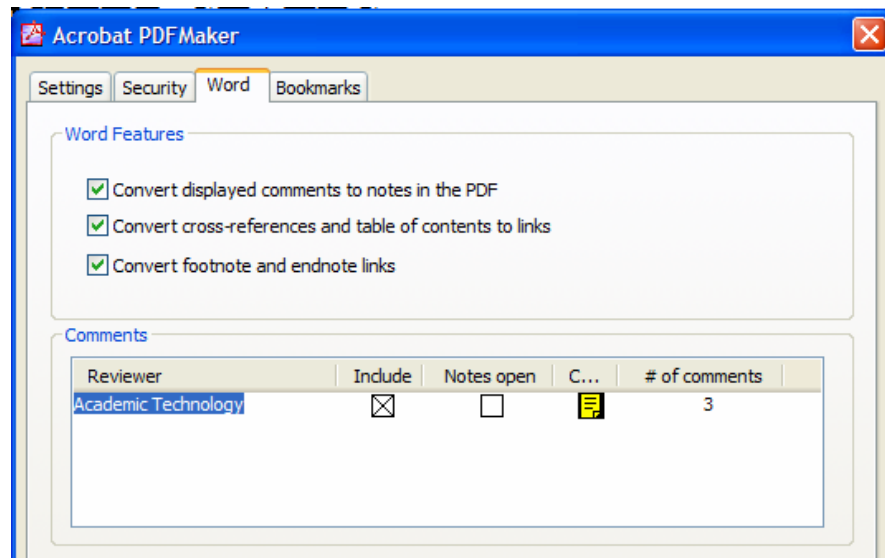 Acrobat PDFMaker
Settings Security Word Bookmarks
Word Features
Convert displayed comments to notes in the PDF
Convert cross-references and table of contents to links
Convert footnote and endnote links
Comments
Reviewer Include Notes open C... # of comments
Academic Technology 3